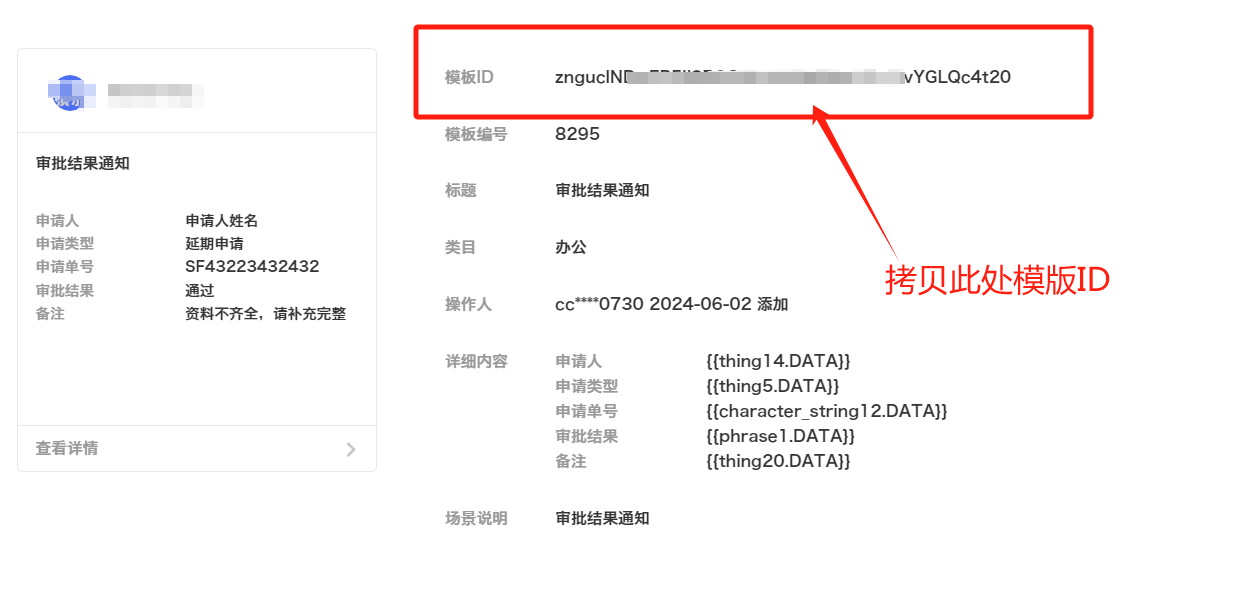 审批结果通知
申请人 申请人姓名
申请类型 延期申请
申请单号 SF43223432432
审批结果 通过
备注 资料不齐全，请补充完整
查看详情
模板ID vYGLQc4t20
模板编号 8295
标题 审批结果通知
类目 办公
操作人 cc****0730 2024-06-02 添加
详细内容 申请人 {{thing14.DATA}}
申请类型 {{thing5.DATA}}
申请单号 {{character_string12.DATA}}
审批结果 {{phrase1.DATA}}
备注 {{thing20.DATA}}
场景说明 审批结果通知
拷贝此处模版ID